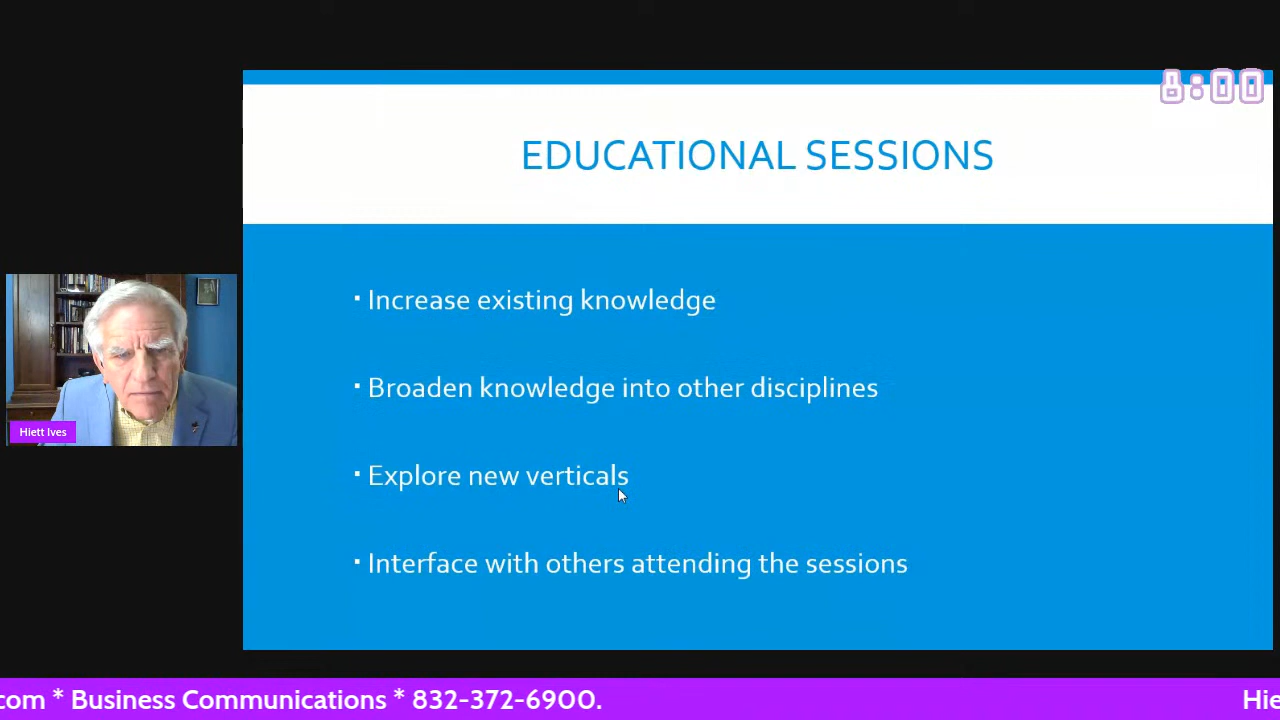 8:00
EDUCATIONAL SESSIONS
▪ Increase existing knowledge
▪ Broaden knowledge into other disciplines
▪ Explore new verticals
▪ Interface with others attending the sessions
Hiett Ives
com * Business Communications * 832-372-6900. Hie